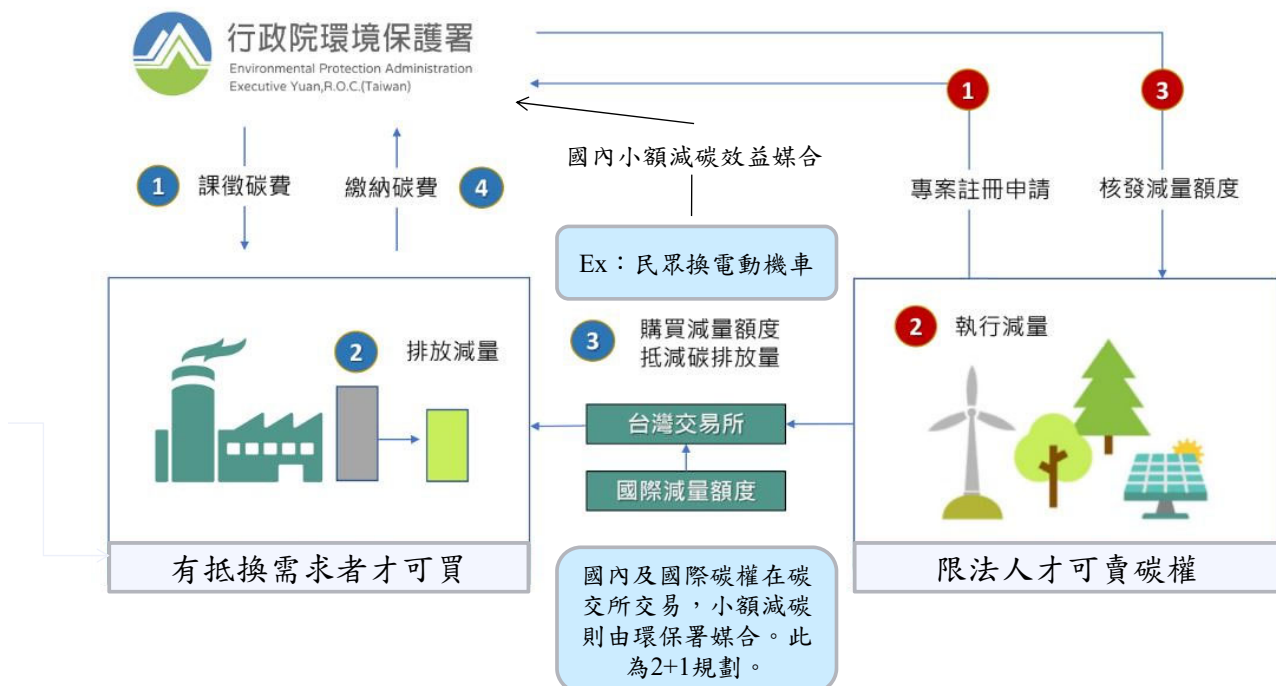 行政院環境保護署
Environmental Protection Administration
Executive Yuan,R.O.C.(Taiwan)
1
3
國內小額減碳效益媒合
1
課徵碳費
繳納碳費
4
專案註冊申請
核發減量額度
Ex：民眾換電動機車
2
排放減量
3
購買減量額度
抵減碳排放量
2
執行減量
台灣交易所
國際減量額度
有抵換需求者才可買
限法人才可賣碳權
國內及國際碳權在碳
交所交易，小額減碳
則由環保署媒合。此
為2+1規劃。